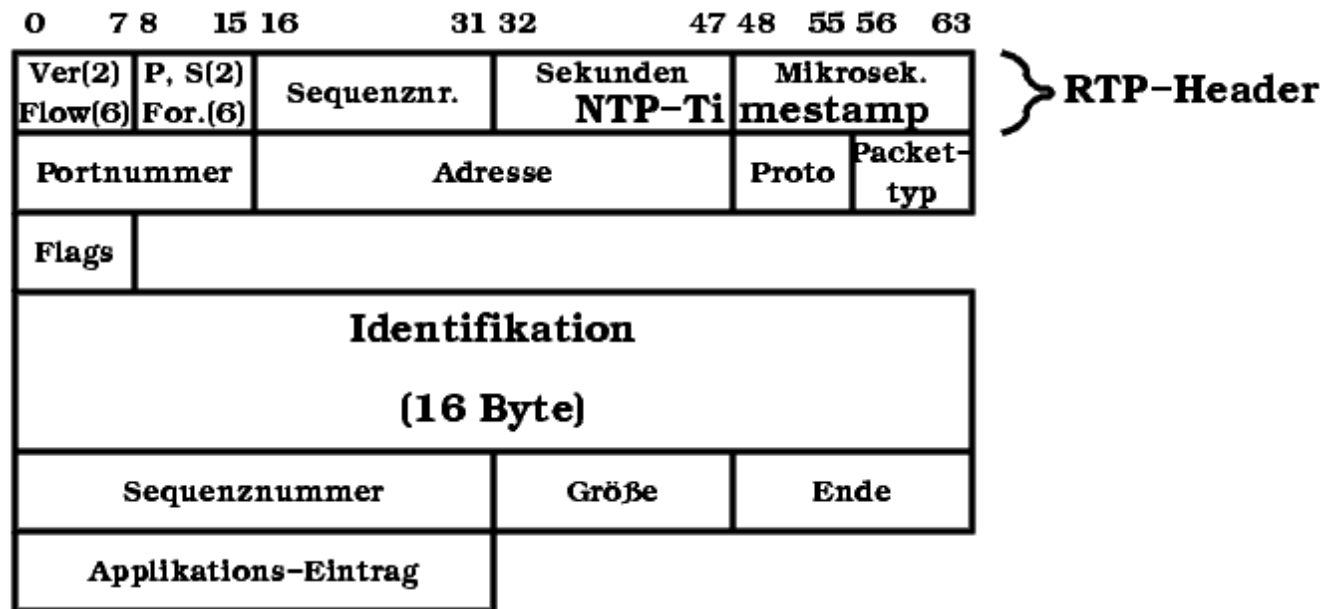 0 7 8 15 16 31 32 47 48 55 56 63
Ver(2) P, S(2) Sequenznr. Sekunden Mikrosek.
Flow(6) For.(6) NTP-Timestamp
RTP-Header
Portnummer Adresse Proto Packet-
typ
Flags
Identifikation
(16 Byte)
Sequenznummer Größe Ende
Applikations-Eintrag